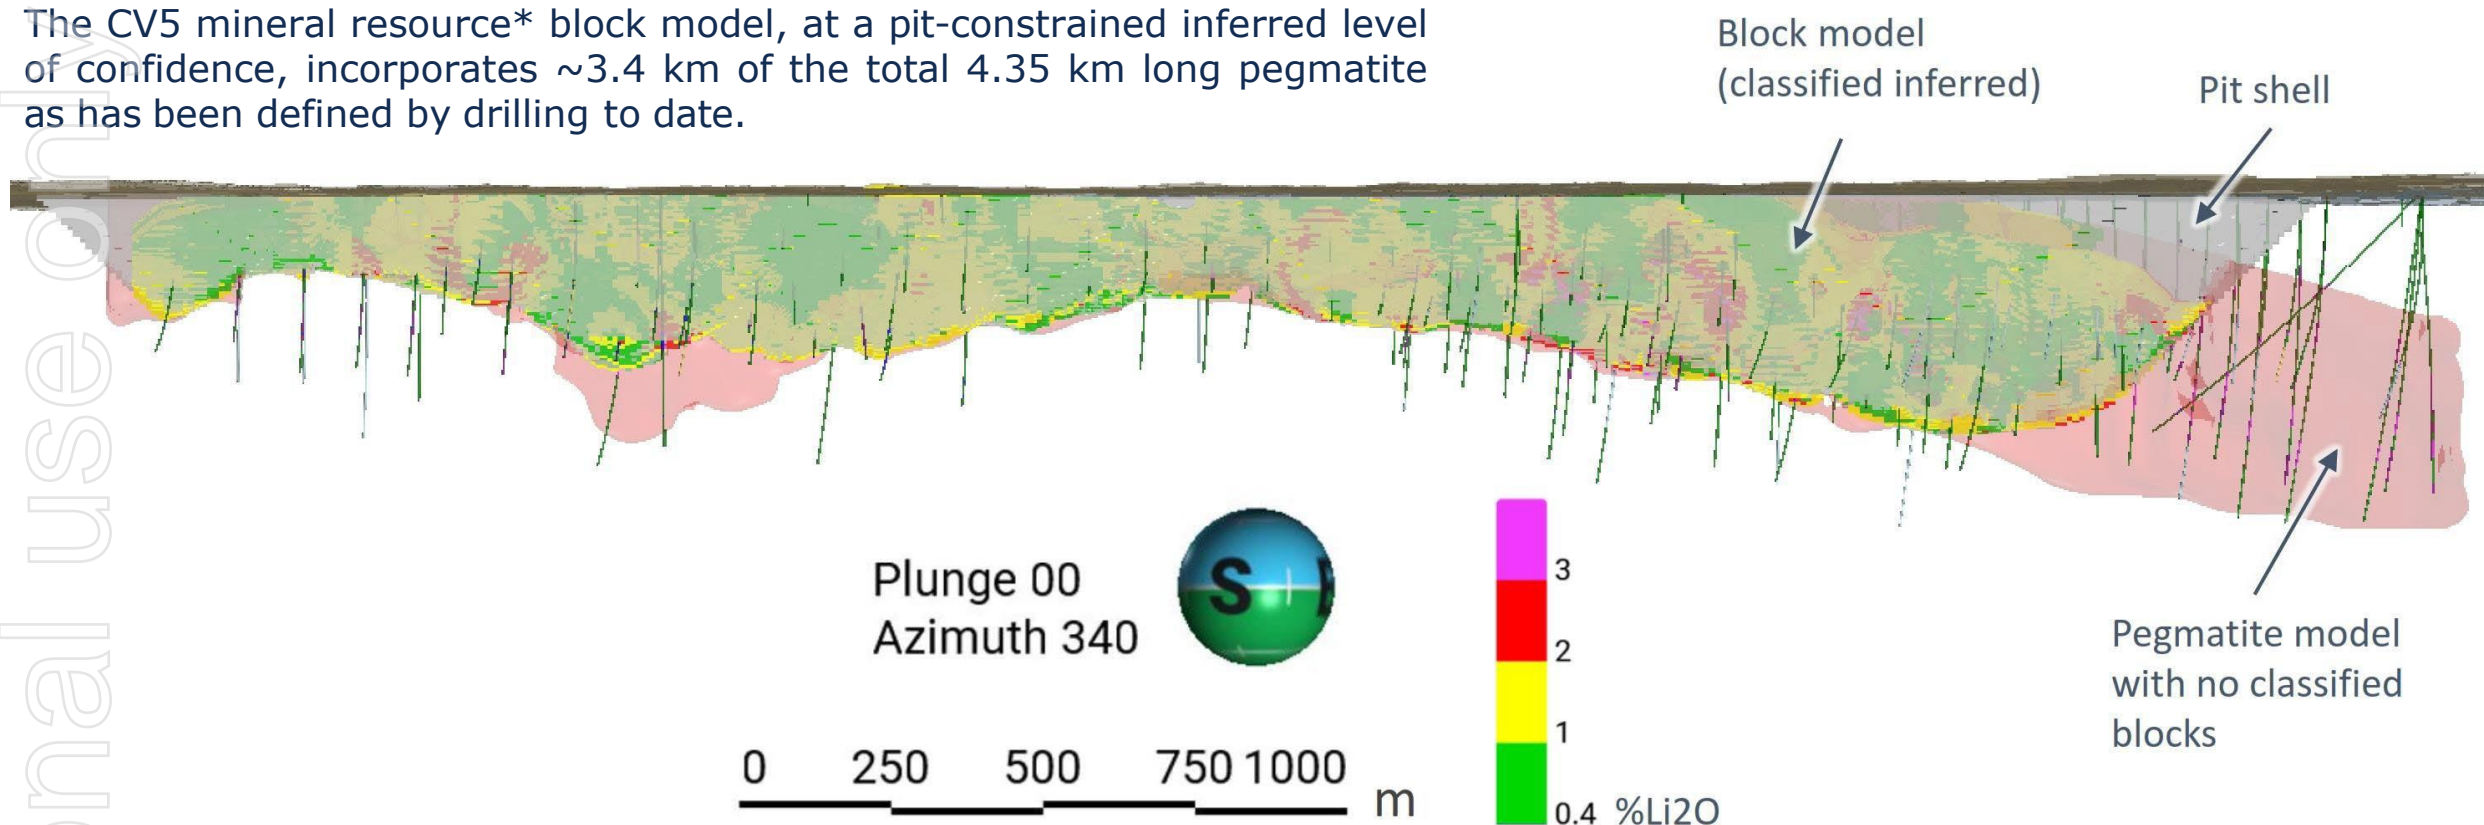 The CV5 mineral resource* block model, at a pit-constrained inferred level
of confidence, incorporates ~3.4 km of the total 4.35 km long pegmatite
as has been defined by drilling to date.
Block model
(classified inferred)
Pit shell
Plunge 00
Azimuth 340
S
3
2
1
0.4 %Li2O
0 250 500 750 1000
m
Pegmatite model
with no classified
blocks
onal use only